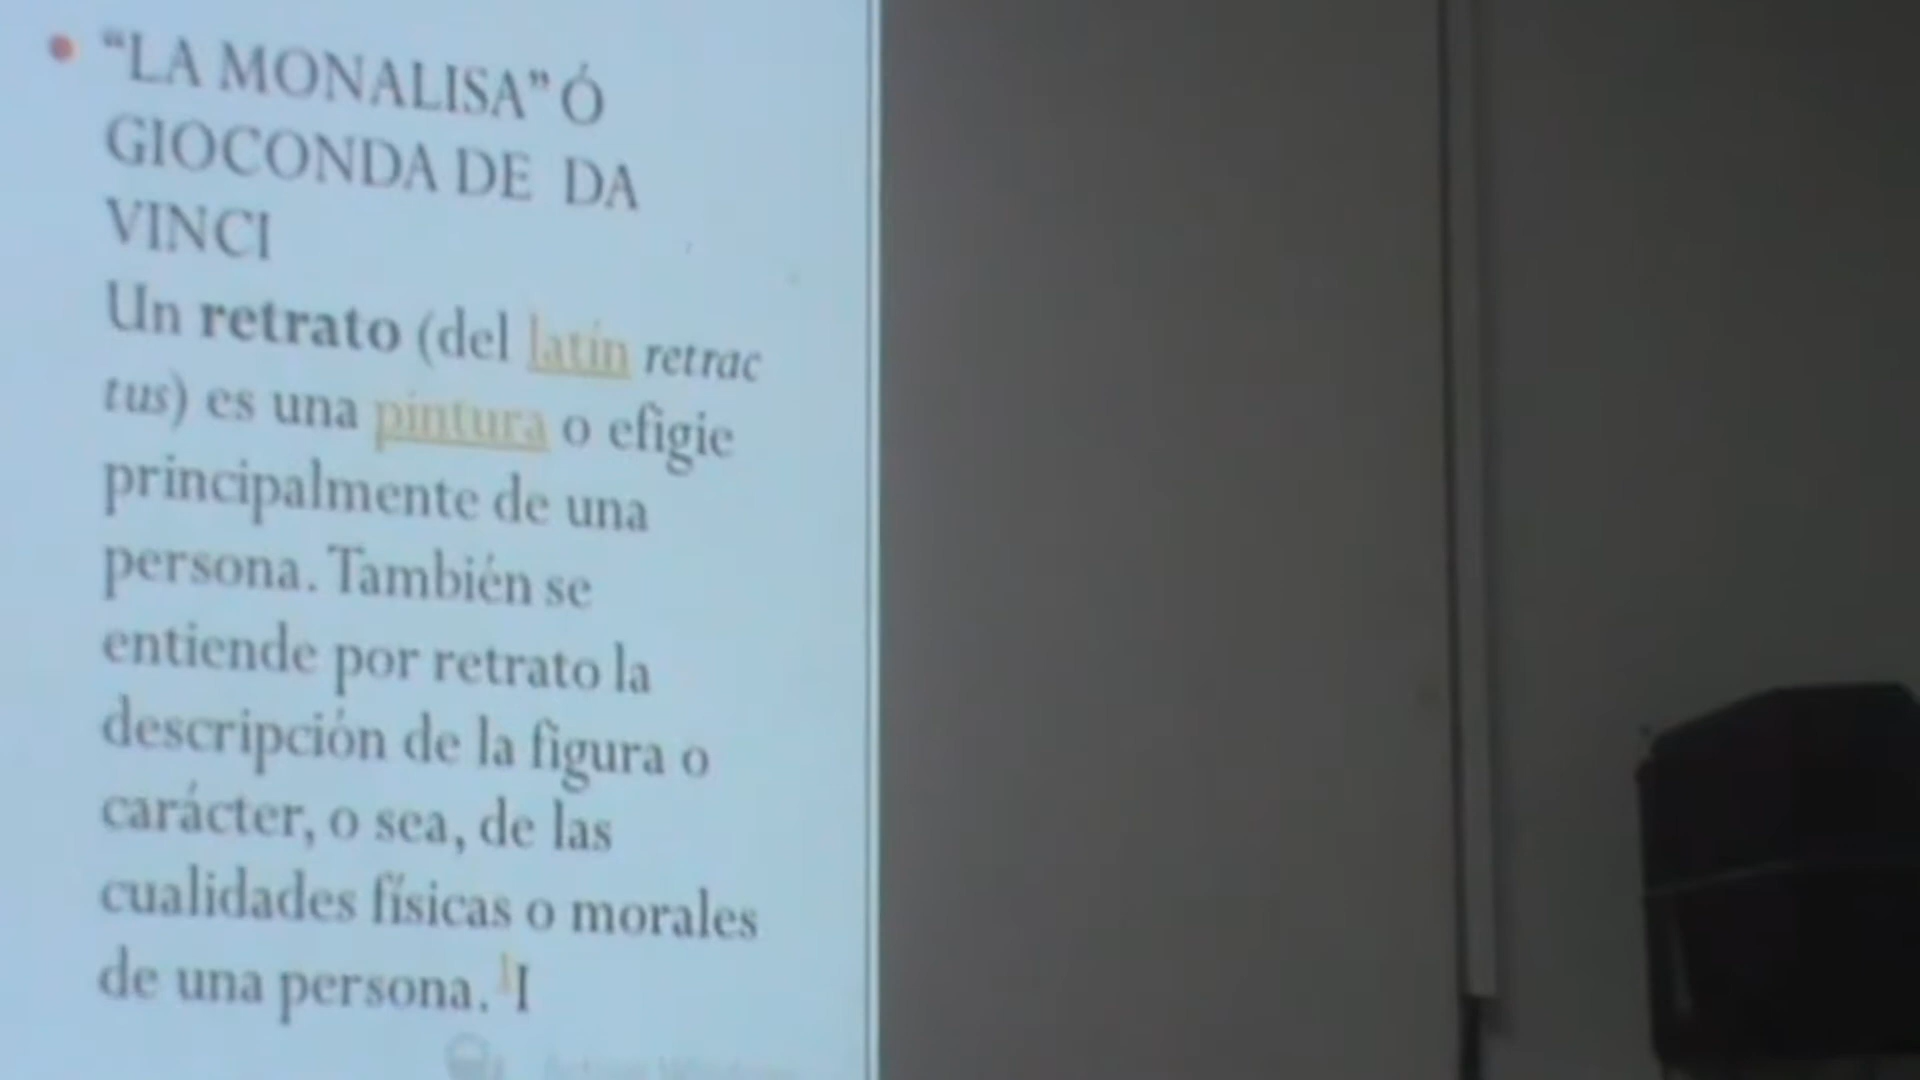 • “LA MONALISA” Ó
GIOCONDA DE DA
VINCI
Un retrato (del latín retrac
tus) es una pintura o efigie
principalmente de una
persona. También se
entiende por retrato la
descripción de la figura o
carácter, o sea, de las
cualidades físicas o morales
de una persona. 1I